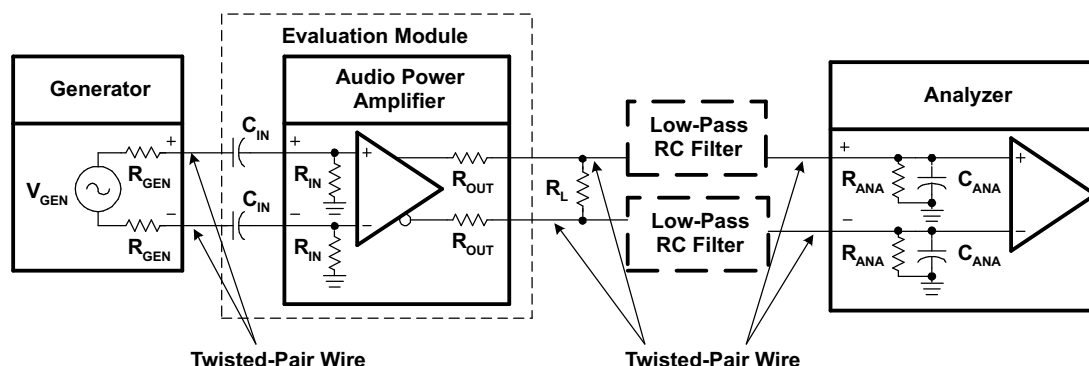 Evaluation Module
Generator
Audio Power
Amplifier
Analyzer
Low-Pass
RC Filter
Low-Pass
RC Filter
V_GEN
R_GEN
R_GEN
+
−
C_IN
C_IN
+
−
R_IN
R_IN
+
−
R_OUT
R_OUT
R_L
+
−
R_ANA
C_ANA
R_ANA
C_ANA
+
−
Twisted-Pair Wire
Twisted-Pair Wire